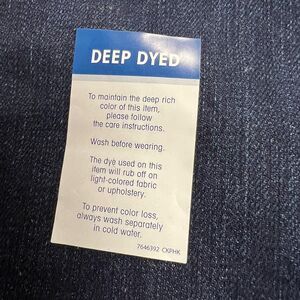 DEEP DYED
To maintain the deep rich
color of this item,
please follow
the care instructions.
Wash before wearing.
The dye used on this
item will rub off on
light-colored fabric
or upholstery.
To prevent color loss,
always wash separately
in cold water.
7646392 CKPHK